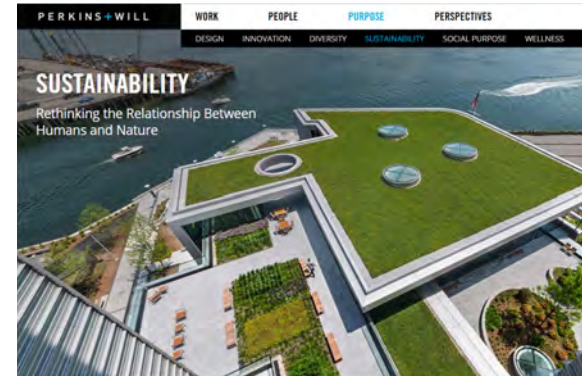 PERKINS+WILL
WORK PEOPLE PURPOSE PERSPECTIVES
DESIGN INNOVATION DIVERSITY SUSTAINABILITY SOCIAL PURPOSE WELLNESS
SUSTAINABILITY
Rethinking the Relationship Between
Humans and Nature